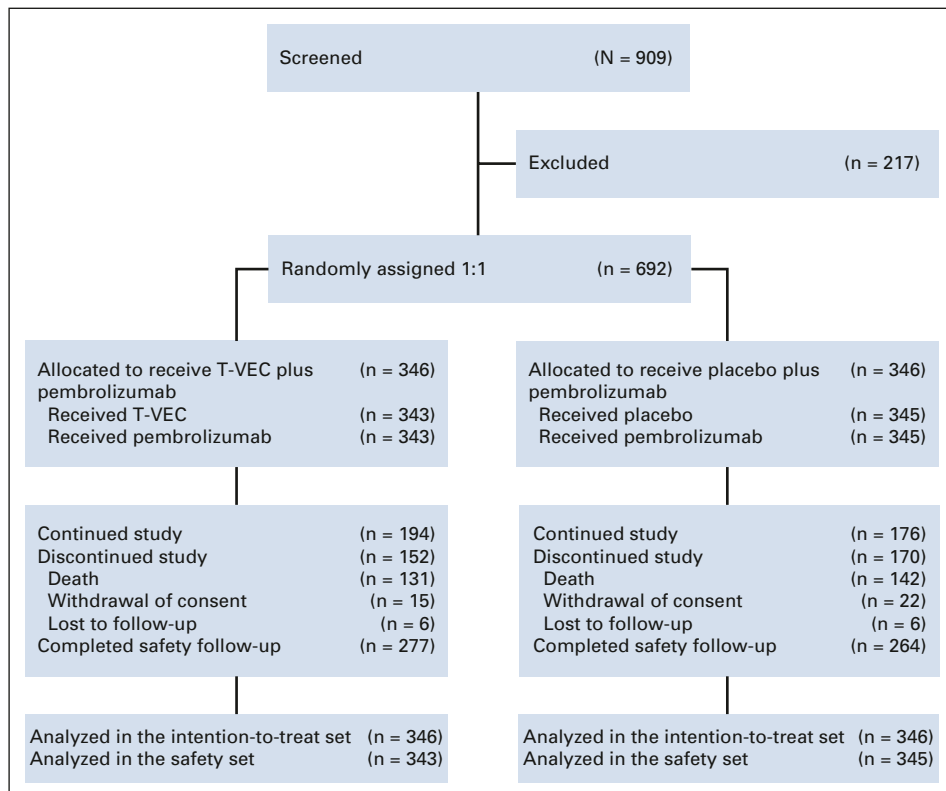 Screened (N = 909)
Excluded (n = 217)
Randomly assigned 1:1 (n = 692)
Allocated to receive T-VEC plus (n = 346)
pembrolizumab
Received T-VEC (n = 343)
Received pembrolizumab (n = 343)
Allocated to receive placebo plus (n = 346)
pembrolizumab
Received placebo (n = 345)
Received pembrolizumab (n = 345)
Continued study (n = 194)
Discontinued study (n = 152)
Death (n = 131)
Withdrawal of consent (n = 15)
Lost to follow-up (n = 6)
Completed safety follow-up (n = 277)
Continued study (n = 176)
Discontinued study (n = 170)
Death (n = 142)
Withdrawal of consent (n = 22)
Lost to follow-up (n = 6)
Completed safety follow-up (n = 264)
Analyzed in the intention-to-treat set (n = 346)
Analyzed in the safety set (n = 343)
Analyzed in the intention-to-treat set (n = 346)
Analyzed in the safety set (n = 345)